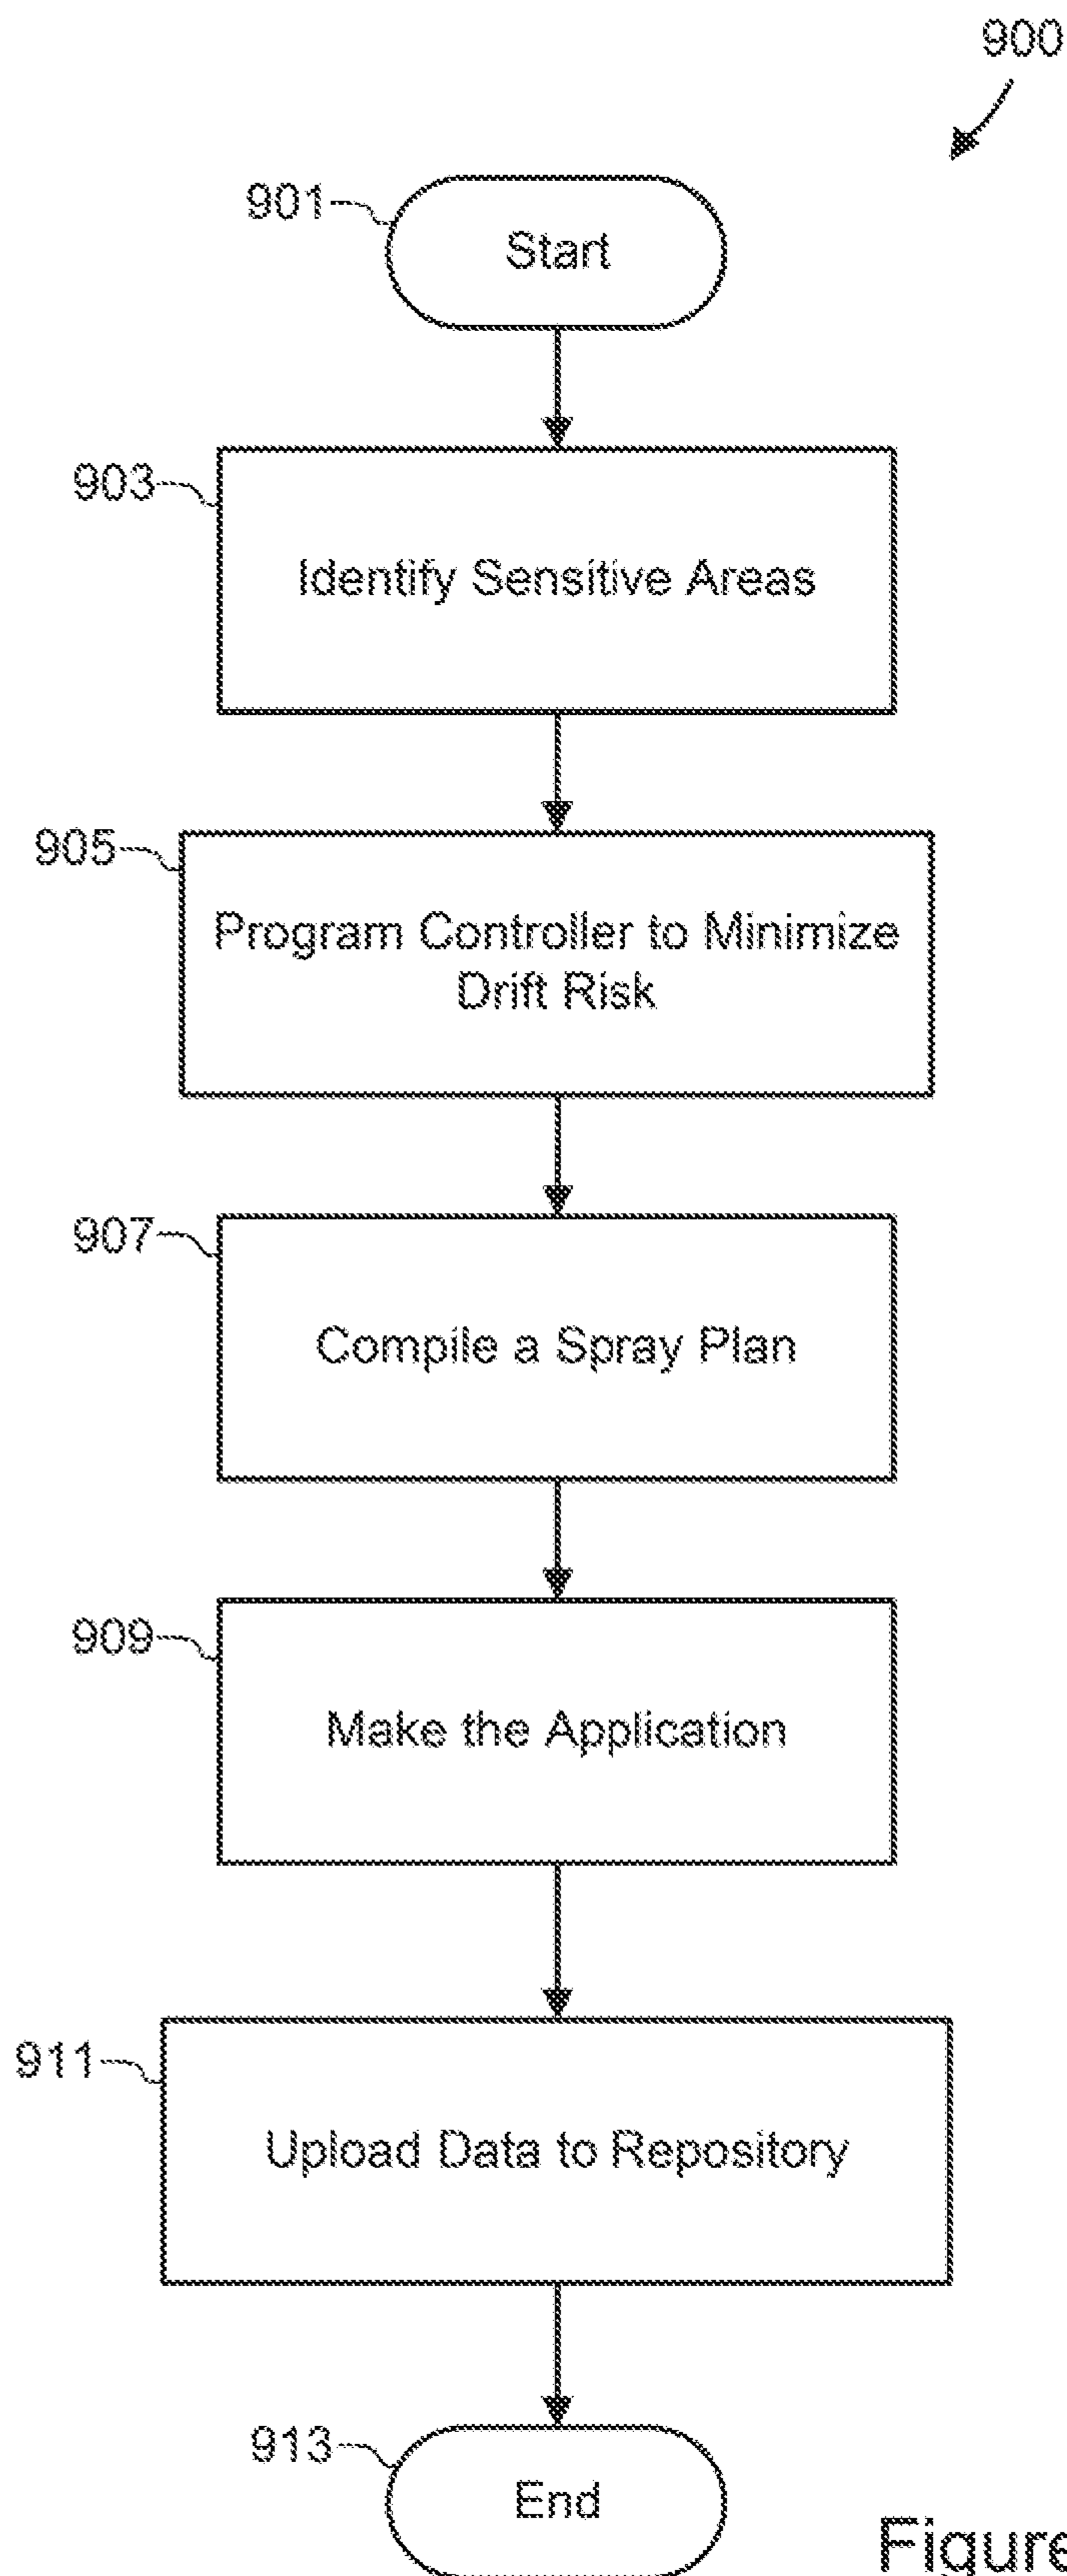 900
901
Start
903
Identify Sensitive Areas
905
Program Controller to Minimize
Drift Risk
907
Compile a Spray Plan
909
Make the Application
911
Upload Data to Repository
913
End
Figure